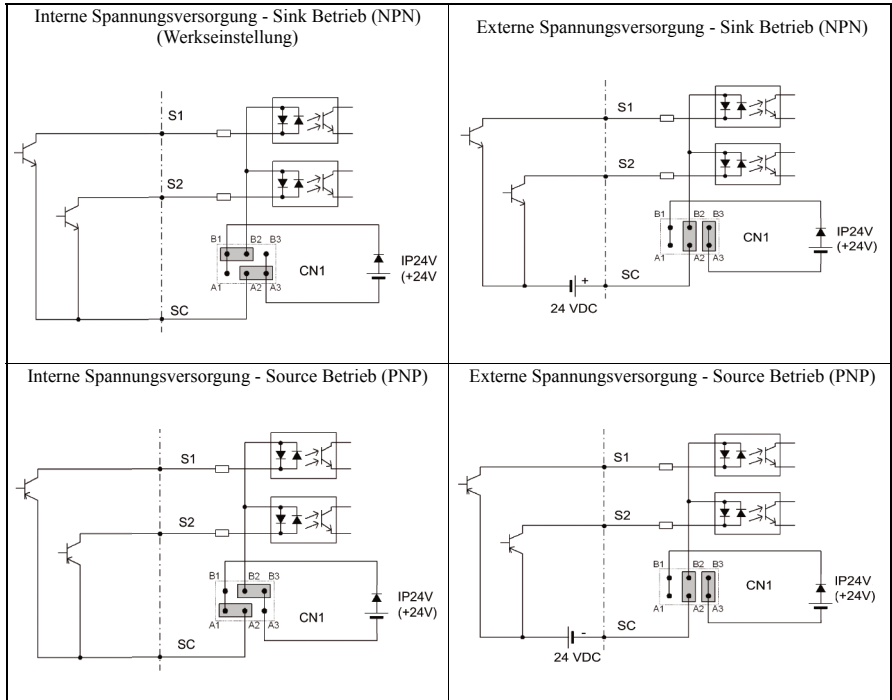 Interne Spannungsversorgung - Sink Betrieb (NPN)
(Werkseinstellung)
S1
S2
B1 B2 B3
CN1
IP24V
(+24V
A1 A2 A3
SC
Externe Spannungsversorgung - Sink Betrieb (NPN)
S1
S2
B1 B2 B3
CN1
IP24V
(+24V)
A1 A2 A3
SC
+
24 VDC
Interne Spannungsversorgung - Source Betrieb (PNP)
S1
S2
B1 B2 B3
CN1
IP24V
(+24V)
A1 A2 A3
SC
Externe Spannungsversorgung - Source Betrieb (PNP)
S1
S2
B1 B2 B3
CN1
IP24V
(+24V)
A1 A2 A3
SC
-
24 VDC